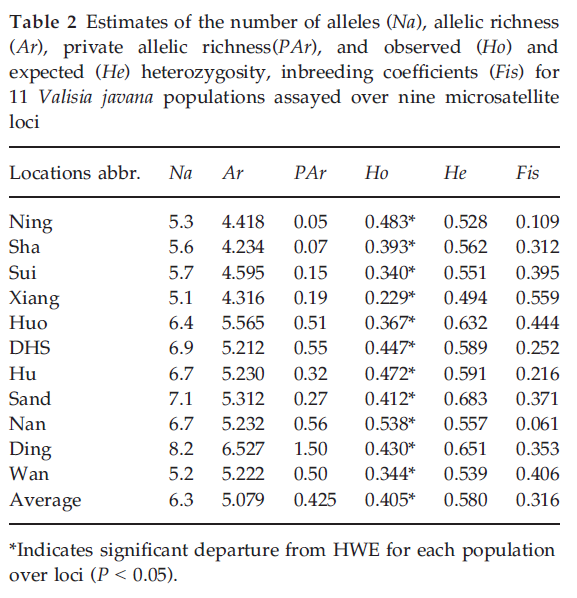 Table 2 Estimates of the number of alleles (Na), allelic richness
(Ar), private allelic richness(PAr), and observed (Ho) and
expected (He) heterozygosity, inbreeding coefficients (Fis) for
11 Valisia javana populations assayed over nine microsatellite
loci
Locations abbr. Na Ar PAr Ho He Fis
Ning 5.3 4.418 0.05 0.483* 0.528 0.109
Sha 5.6 4.234 0.07 0.393* 0.562 0.312
Sui 5.7 4.595 0.15 0.340* 0.551 0.395
Xiang 5.1 4.316 0.19 0.229* 0.494 0.559
Huo 6.4 5.565 0.51 0.367* 0.632 0.444
DHS 6.9 5.212 0.55 0.447* 0.589 0.252
Hu 6.7 5.230 0.32 0.472* 0.591 0.216
Sand 7.1 5.312 0.27 0.412* 0.683 0.371
Nan 6.7 5.232 0.56 0.538* 0.557 0.061
Ding 8.2 6.527 1.50 0.430* 0.651 0.353
Wan 5.2 5.222 0.50 0.344* 0.539 0.406
Average 6.3 5.079 0.425 0.405* 0.580 0.316
*Indicates significant departure from HWE for each population
over loci (P < 0.05).